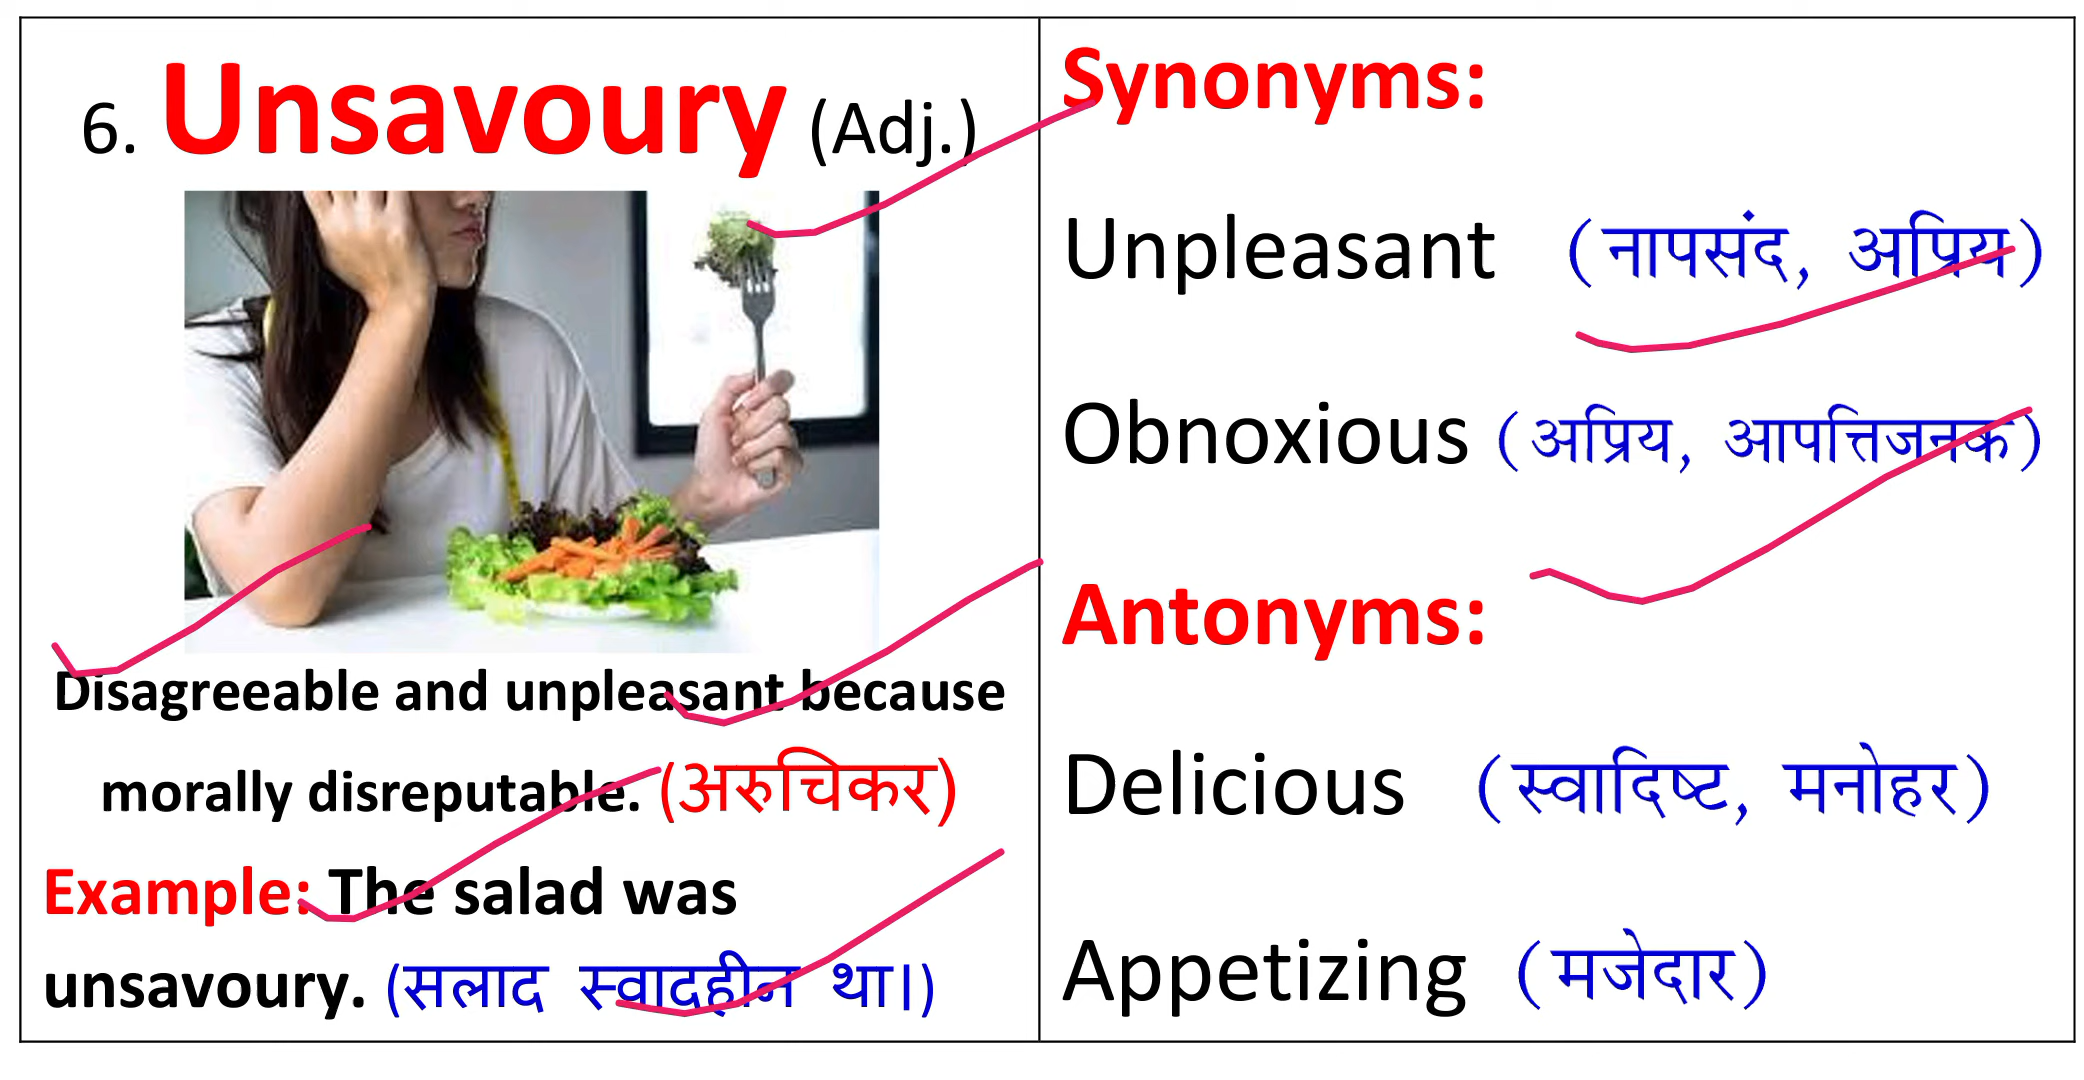 6. Unsavoury (Adj.)
Disagreeable and unpleasant because
morally disreputable. (अरुचिकर)
Example: The salad was
unsavoury. (सलाद स्वादहीन था।)
Synonyms:
Unpleasant (नापसंद, अप्रिय)
Obnoxious (अप्रिय, आपत्तिजनक)
Antonyms:
Delicious (स्वादिष्ट, मनोहर)
Appetizing (मजेदार)